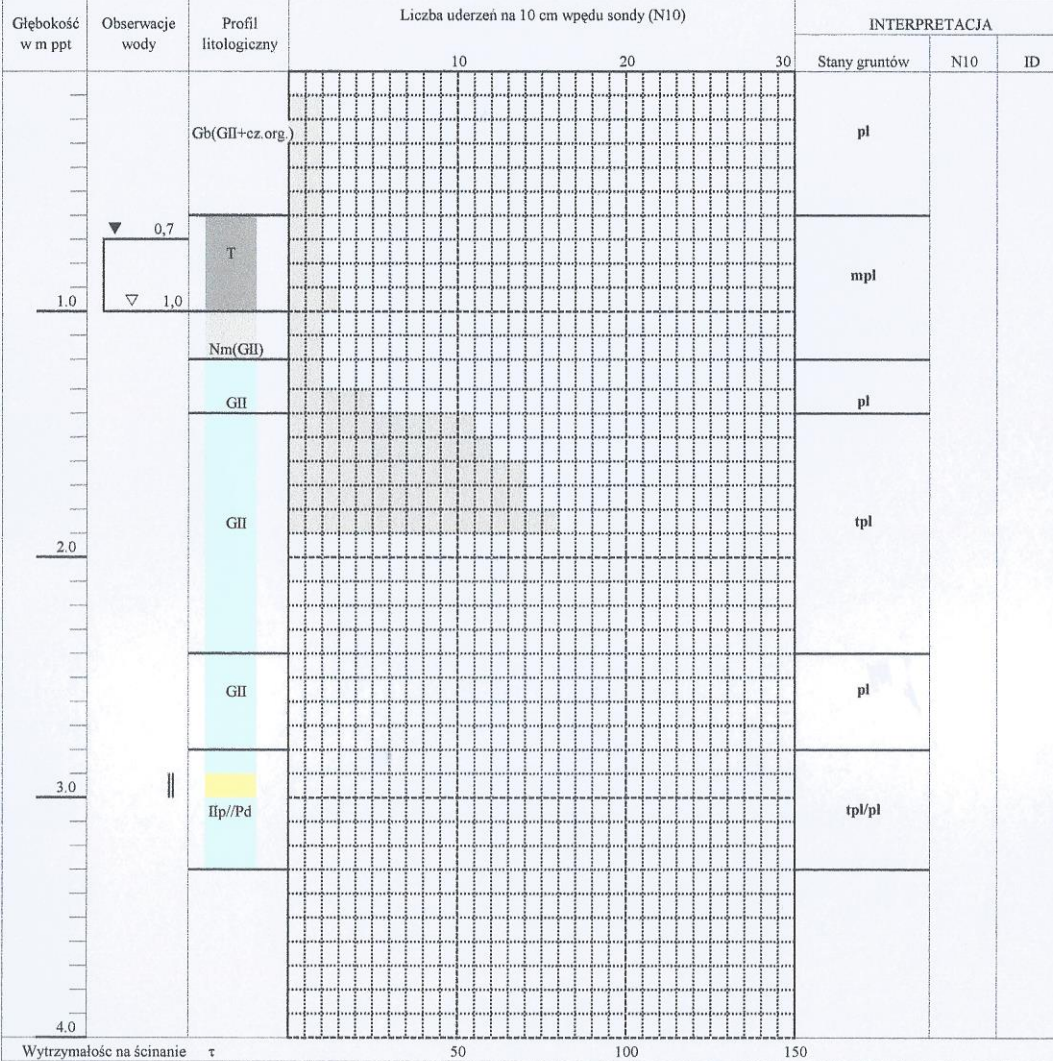 Głębokość w m ppt
Obserwacje wody
Profil litologiczny
Liczba uderzeń na 10 cm wpędu sondy (N10)
10 20 30
INTERPRETACJA
Stany gruntów N10 ID
Gb(GII+cz.org.) pl
0,7
T
mpl
1.0 1,0
Nm(GII)
GII pl
GII tpl
2.0
GII pl
3.0
IIp//Pd tpl/pl
4.0
Wytrzymałośc na ścinanie τ 50 100 150